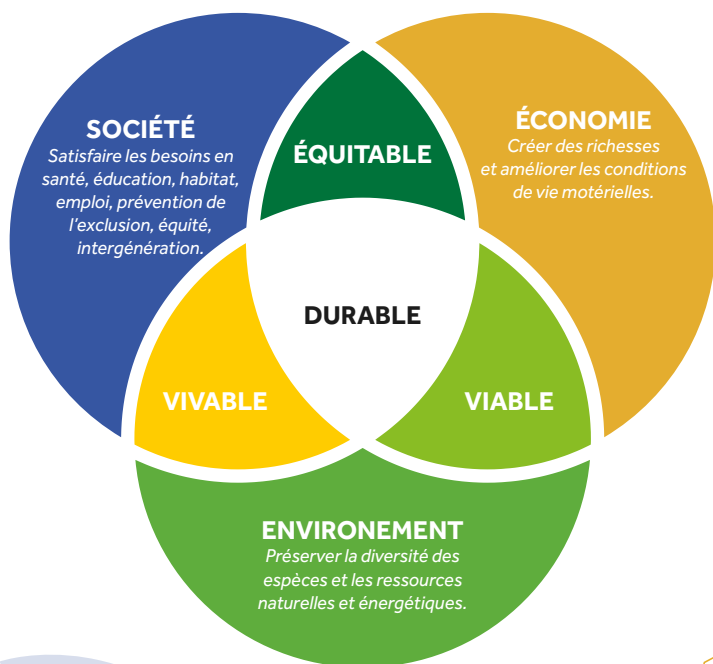 SOCIÉTÉ
Satisfaire les besoins en
santé, éducation, habitat,
emploi, prévention de
l'exclusion, équité,
intergénération.
ÉQUITABLE
ÉCONOMIE
Créer des richesses
et améliorer les conditions
de vie motérielles.
DURABLE
VIVABLE
VIABLE
ENVIRONEMENT
Préserver la diversité des
espèces et les ressources
naturelles et énergétiques.